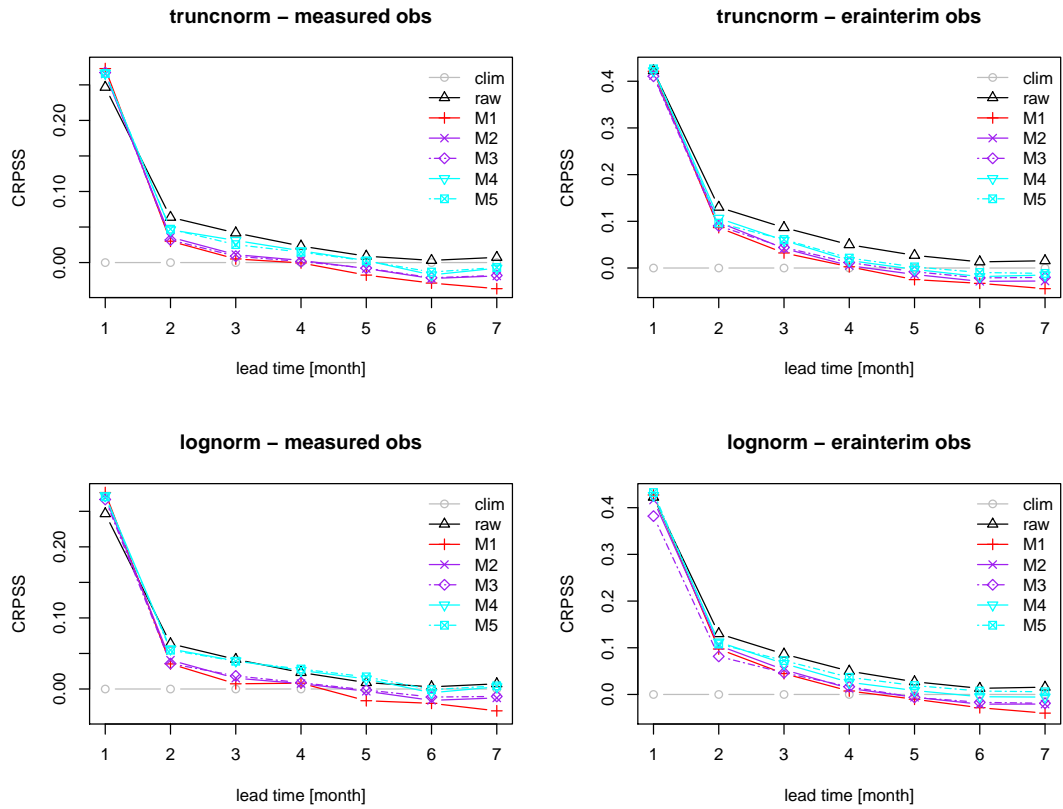 truncnorm − measured obs
CRPSS
0.00
0.10
0.20
1 2 3 4 5 6 7
lead time [month]
clim
raw
M1
M2
M3
M4
M5
truncnorm − erainterim obs
CRPSS
0.0
0.1
0.2
0.3
0.4
1 2 3 4 5 6 7
lead time [month]
clim
raw
M1
M2
M3
M4
M5
lognorm − measured obs
CRPSS
0.00
0.10
0.20
1 2 3 4 5 6 7
lead time [month]
clim
raw
M1
M2
M3
M4
M5
lognorm − erainterim obs
CRPSS
0.0
0.1
0.2
0.3
0.4
1 2 3 4 5 6 7
lead time [month]
clim
raw
M1
M2
M3
M4
M5